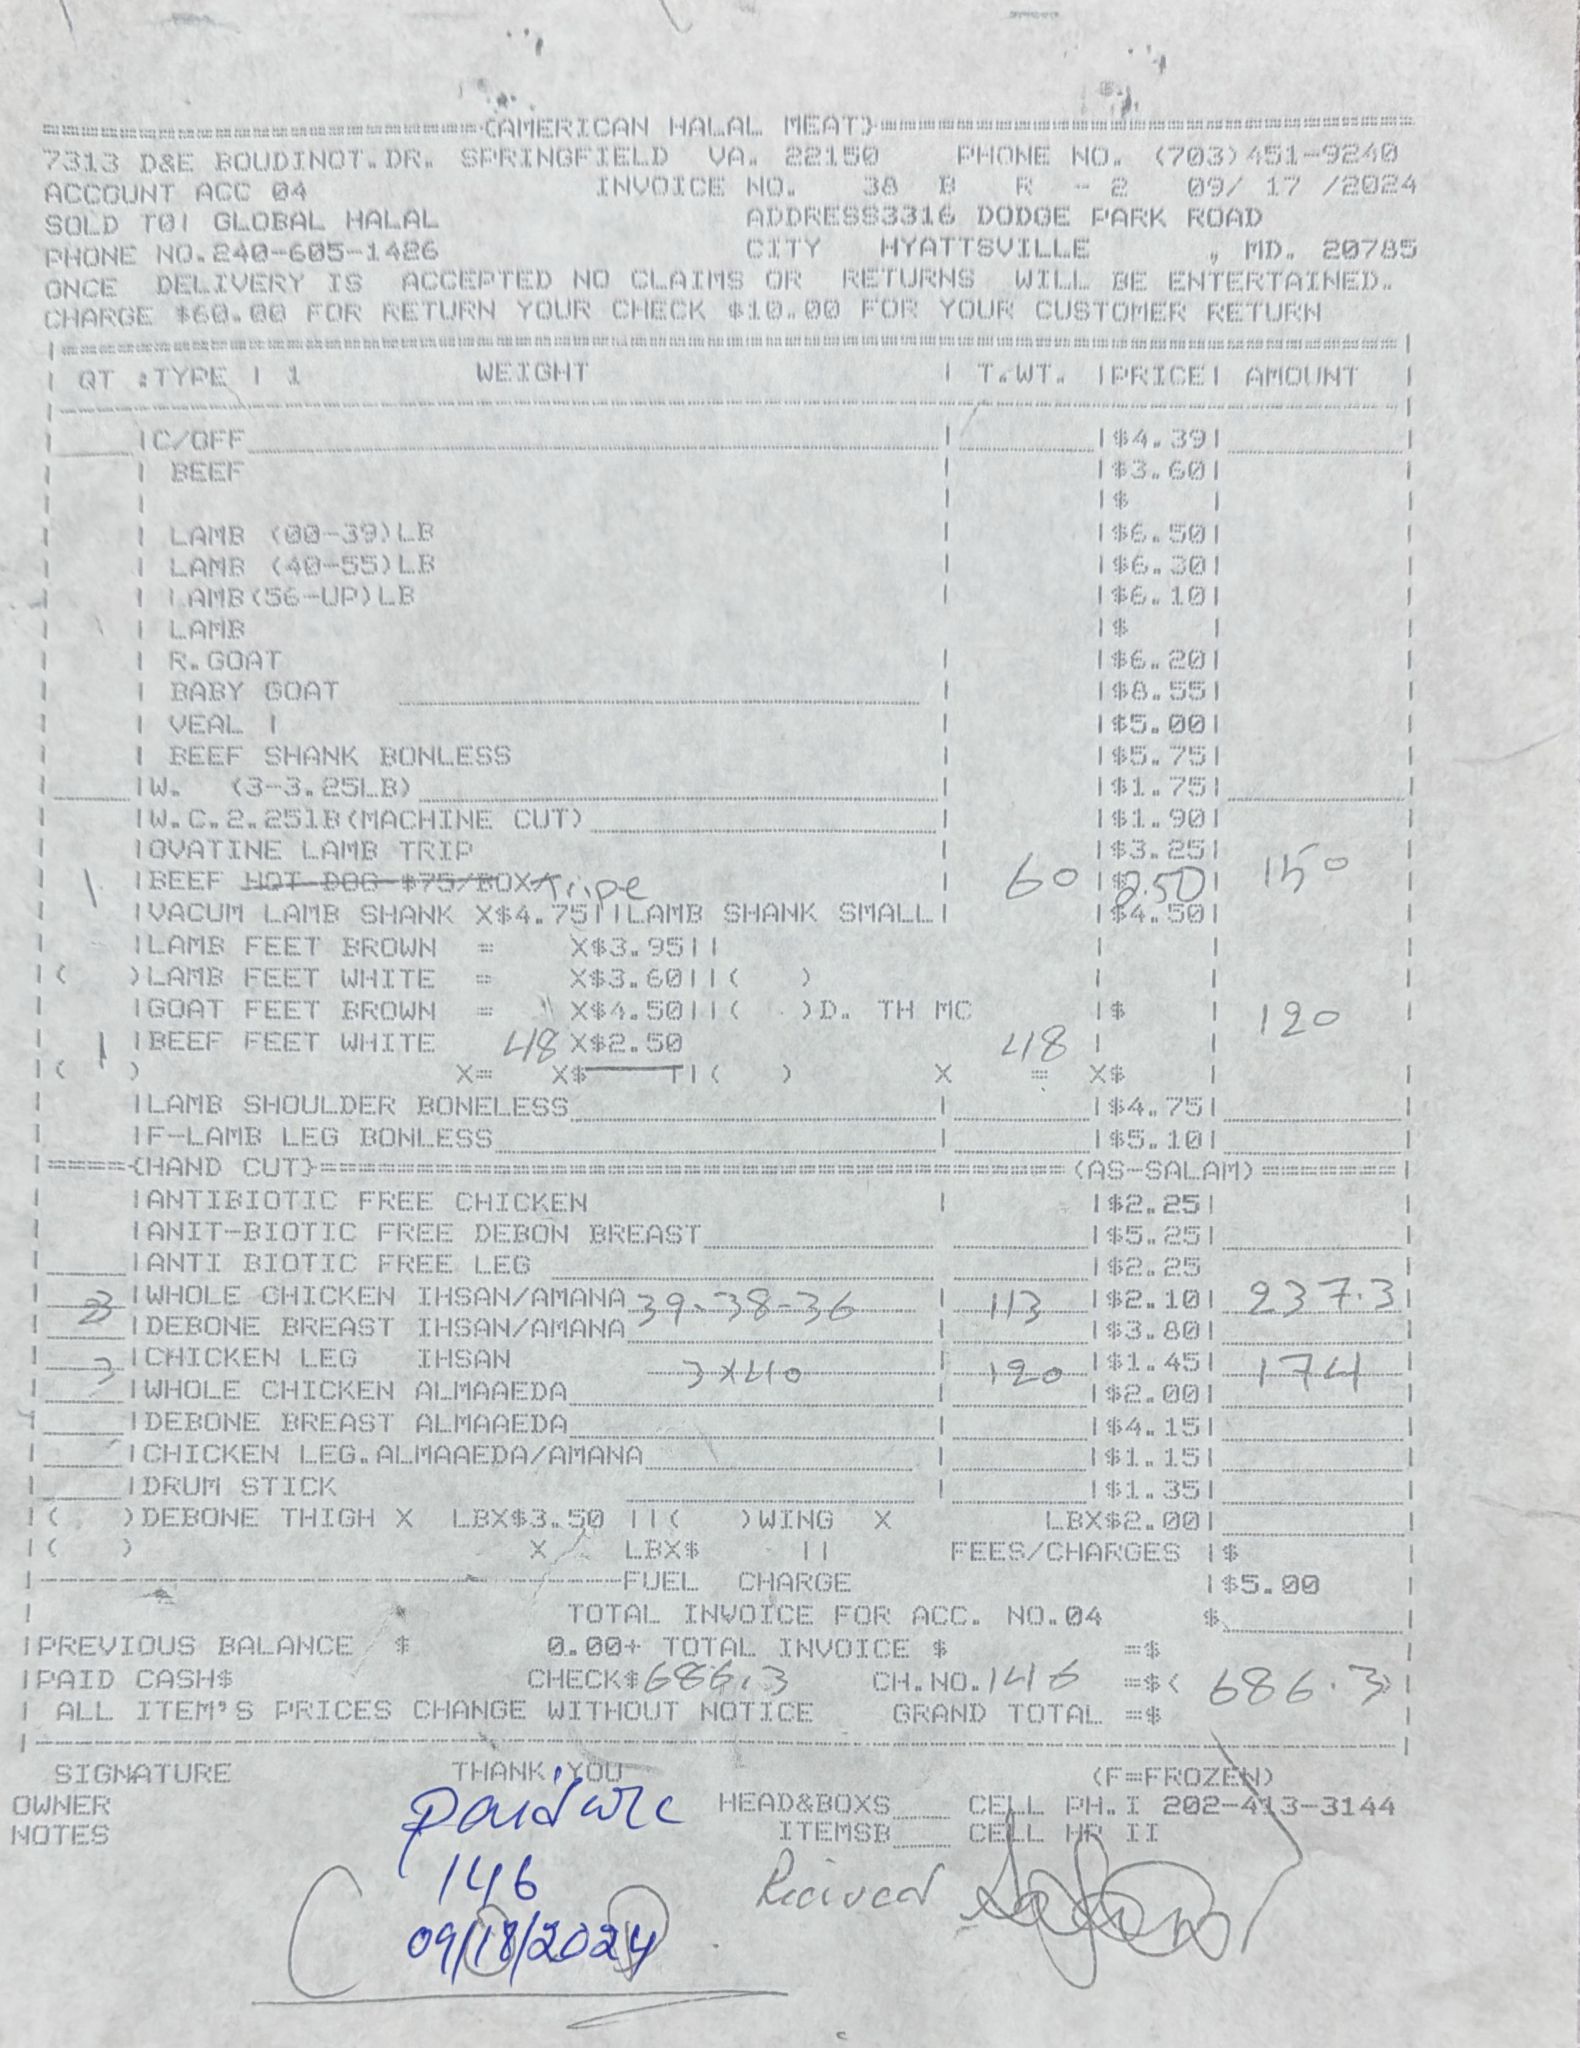 (AMERICAN HALAL MEAT)
7313 D&E BOUDINOT.DR. SPRINGFIELD VA. 22150 PHONE NO. (703)451-9240
ACCOUNT ACC 04 INVOICE NO. 38 B R - 2 09/ 17 /2024
SOLD TO! GLOBAL HALAL ADDRESS3316 DODGE PARK ROAD
PHONE NO.240-605-1426 CITY HYATTSVILLE , MD. 20785
ONCE DELIVERY IS ACCEPTED NO CLAIMS OR RETURNS WILL BE ENTERTAINED.
CHARGE $60.00 FOR RETURN YOUR CHECK $10.00 FOR YOUR CUSTOMER RETURN
QT :TYPE | 1 WEIGHT | T.WT. |PRICE| AMOUNT
|C/OFF | |$4.39|
| BEEF | |$3.60|
| | |$ |
| LAMB (00-39)LB | |$6.50|
| LAMB (40-55)LB | |$6.30|
| LAMB(56-UP)LB | |$6.10|
| LAMB |$ |
| R.GOAT | |$6.20|
| BABY GOAT | |$8.55|
| VEAL | | |$5.00|
| BEEF SHANK BONLESS |$5.75|
|W. (3-3.25LB) | |$1.75|
|W.C.2.25lB(MACHINE CUT) | |$1.90|
|OVATINE LAMB TRIP | |$3.25|
1 |BEEF HOT DOG $75/BOX Tripe 60 |$2.50 150
|VACUM LAMB SHANK X$4.75||LAMB SHANK SMALL| |$4.50|
|LAMB FEET BROWN = X$3.95||
|( )LAMB FEET WHITE = X$3.60||( )
|GOAT FEET BROWN = X$4.50||( )D. TH MC |$ |
1 |BEEF FEET WHITE 48 X$2.50 48 | | 120
|( ) X= X$ ||( ) X = X$ |
|LAMB SHOULDER BONELESS | |$4.75|
|F-LAMB LEG BONLESS | |$5.10|
|====(HAND CUT)====(AS-SALAM)====|
|ANTIBIOTIC FREE CHICKEN | |$2.25|
|ANIT-BIOTIC FREE DEBON BREAST |$5.25|
|ANTI BIOTIC FREE LEG |$2.25
3 |WHOLE CHICKEN IHSAN/AMANA 39-38-36 113 |$2.10| 237.3
|DEBONE BREAST IHSAN/AMANA |$3.80|
3 |CHICKEN LEG IHSAN 3x40 | 120 |$1.45| 174
|WHOLE CHICKEN ALMAAEDA |$2.00|
|DEBONE BREAST ALMAAEDA | |$4.15|
|CHICKEN LEG.ALMAAEDA/AMANA | |$1.15|
|DRUM STICK | |$1.35|
|( )DEBONE THIGH X LBX$3.50 ||( )WING X LBX$2.00|
|( ) X LBX$ || FEES/CHARGES |$
FUEL CHARGE |$5.00
TOTAL INVOICE FOR ACC. NO.04 $
|PREVIOUS BALANCE $ 0.00+ TOTAL INVOICE $ =$
|PAID CASH$ CHECK$686.3 CH.NO.146 =$( 686.3)
| ALL ITEM'S PRICES CHANGE WITHOUT NOTICE GRAND TOTAL =$
SIGNATURE THANK YOU (F=FROZEN)
OWNER HEAD&BOXS CELL PH.I 202-413-3144
NOTES ITEMSB CELL HR II
146
09/18/2024